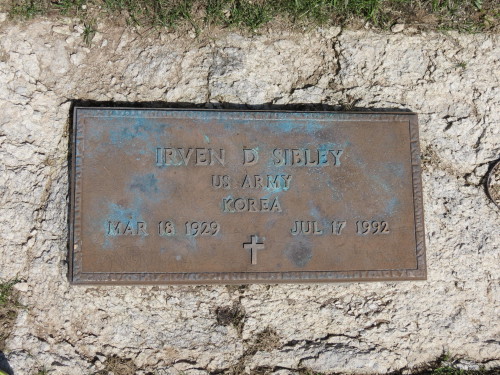 IRVEN D SIBLEY
US ARMY
KOREA
MAR 18 1929 JUL 17 1992